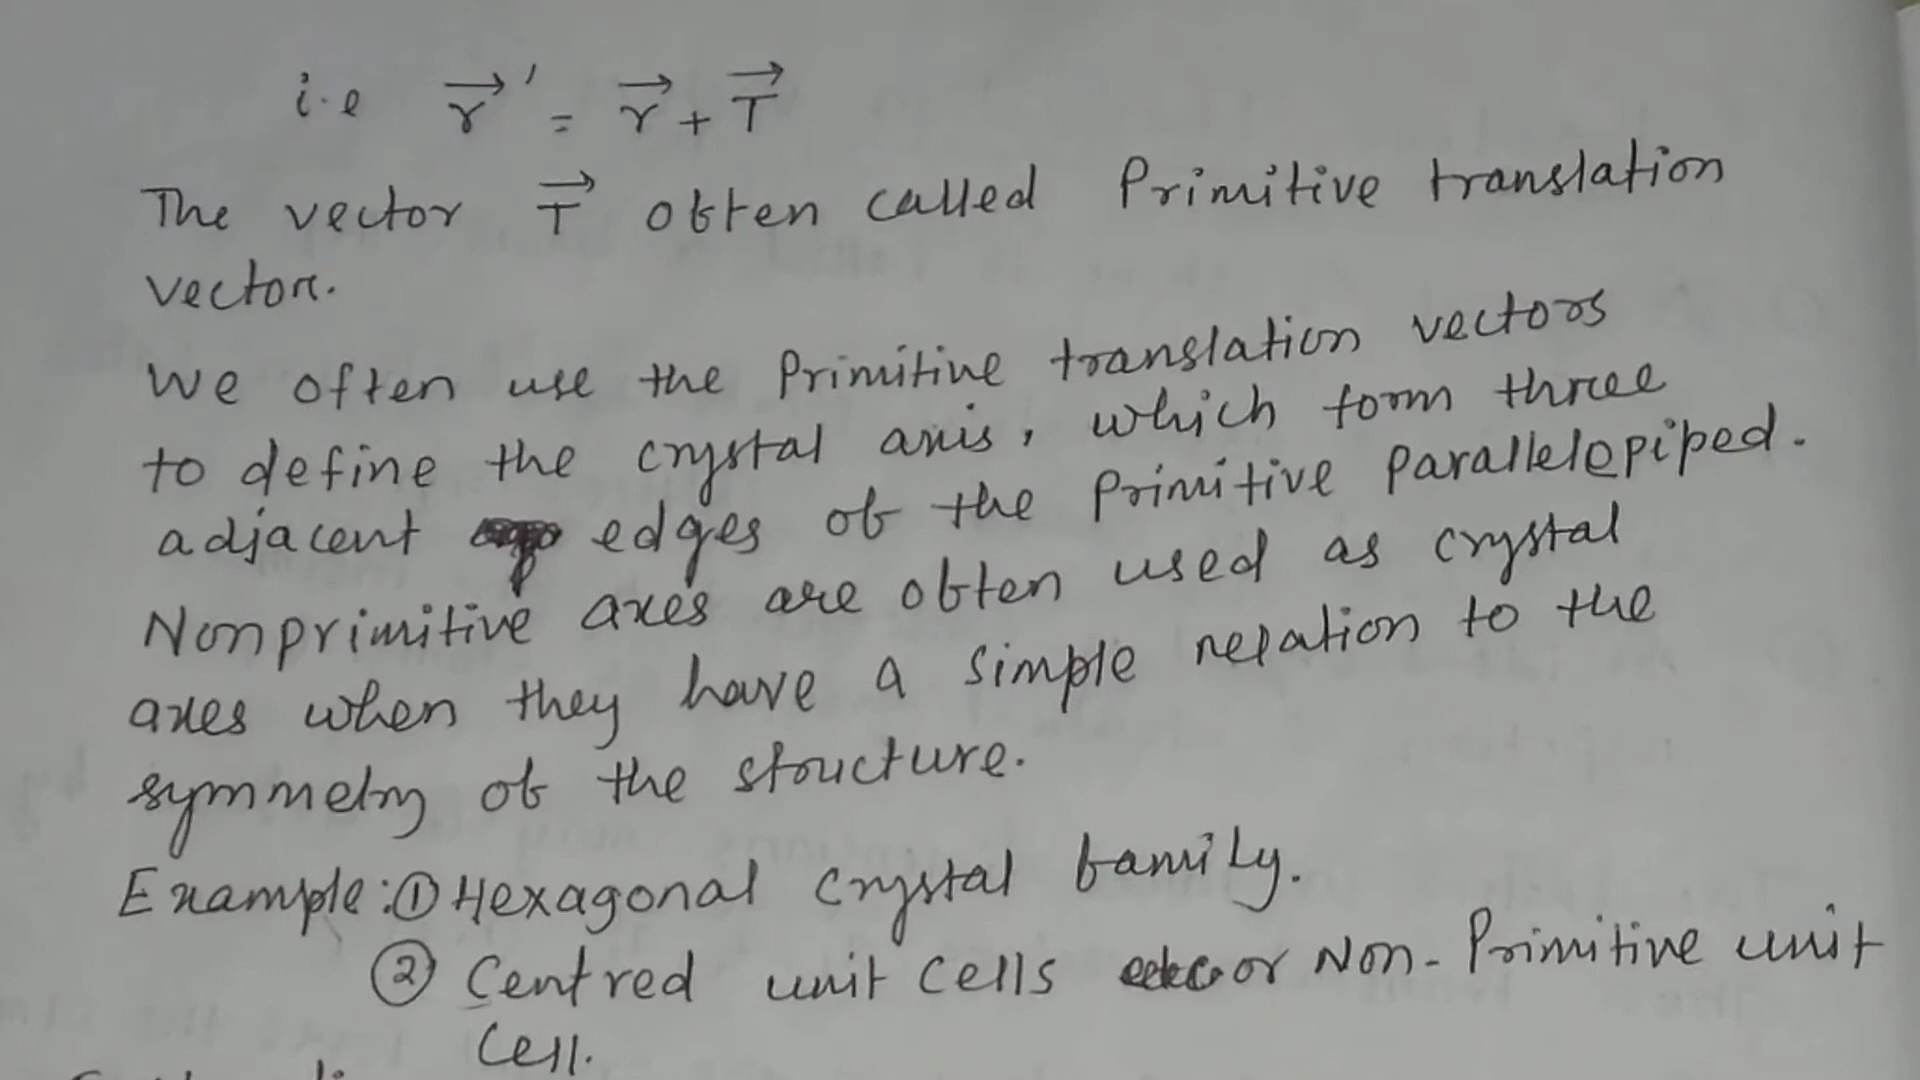 i.e r⃗' = r⃗ + T⃗
The vector T⃗ often called Primitive translation
vector.
We often use the Primitive translation vectors
to define the crystal axis, which form three
adjacent edges of the Primitive Parallelepiped.
Nonprimitive axes are often used as crystal
axes when they have a simple relation to the
symmetry of the structure.
Example: ① Hexagonal crystal family.
② Centred unit cells or Non-Primitive unit
Cell.